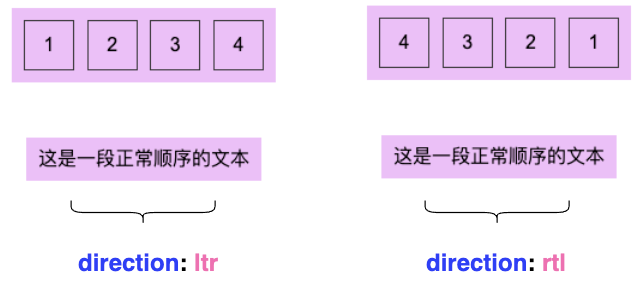 1 2 3 4
这是一段正常顺序的文本
direction: ltr
4 3 2 1
这是一段正常顺序的文本
direction: rtl